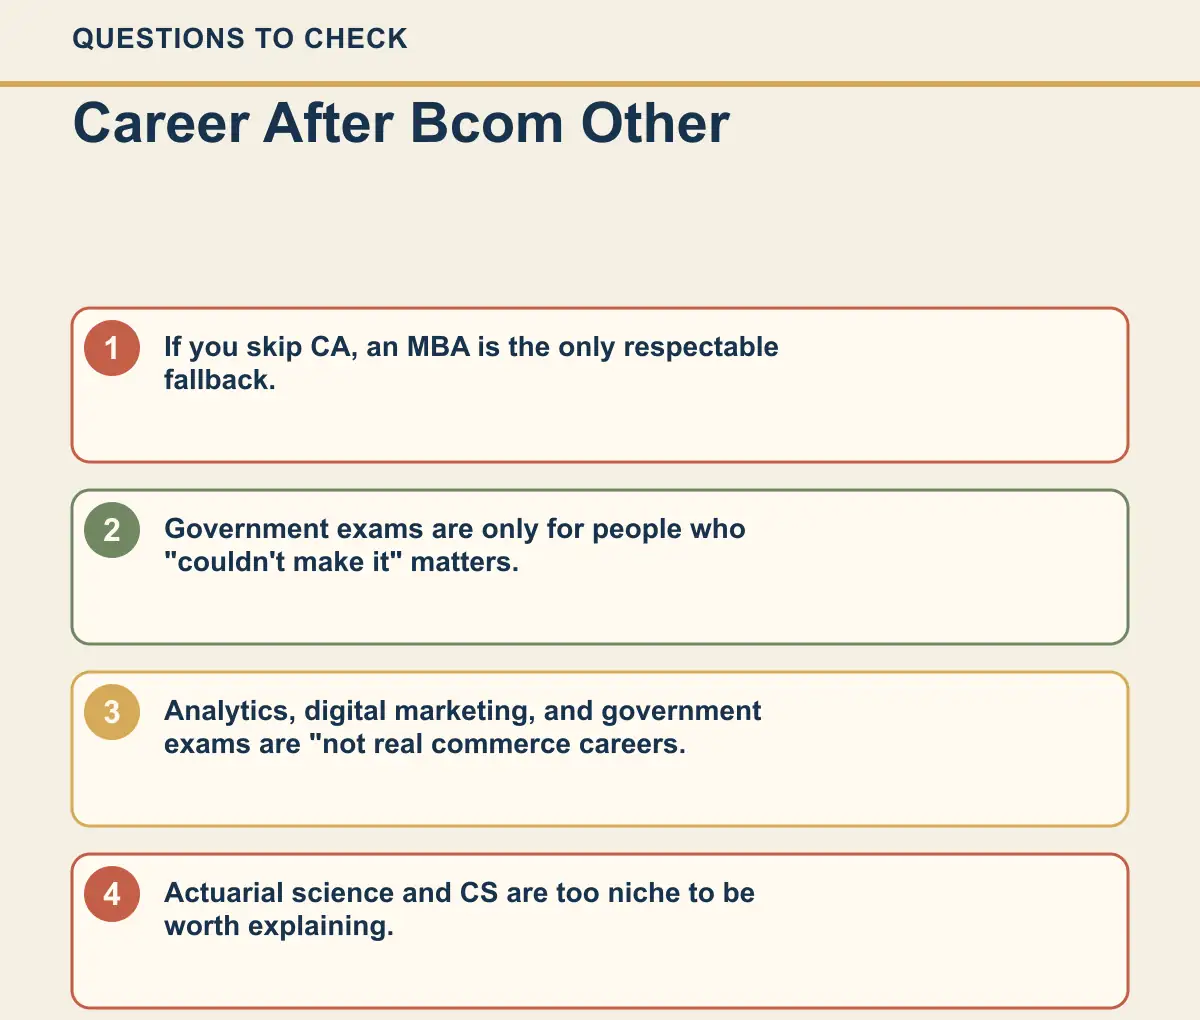 QUESTIONS TO CHECK
Career After Bcom Other
1
If you skip CA, an MBA is the only respectable
fallback.
2
Government exams are only for people who
"couldn't make it" matters.
3
Analytics, digital marketing, and government
exams are "not real commerce careers.
4
Actuarial science and CS are too niche to be
worth explaining.